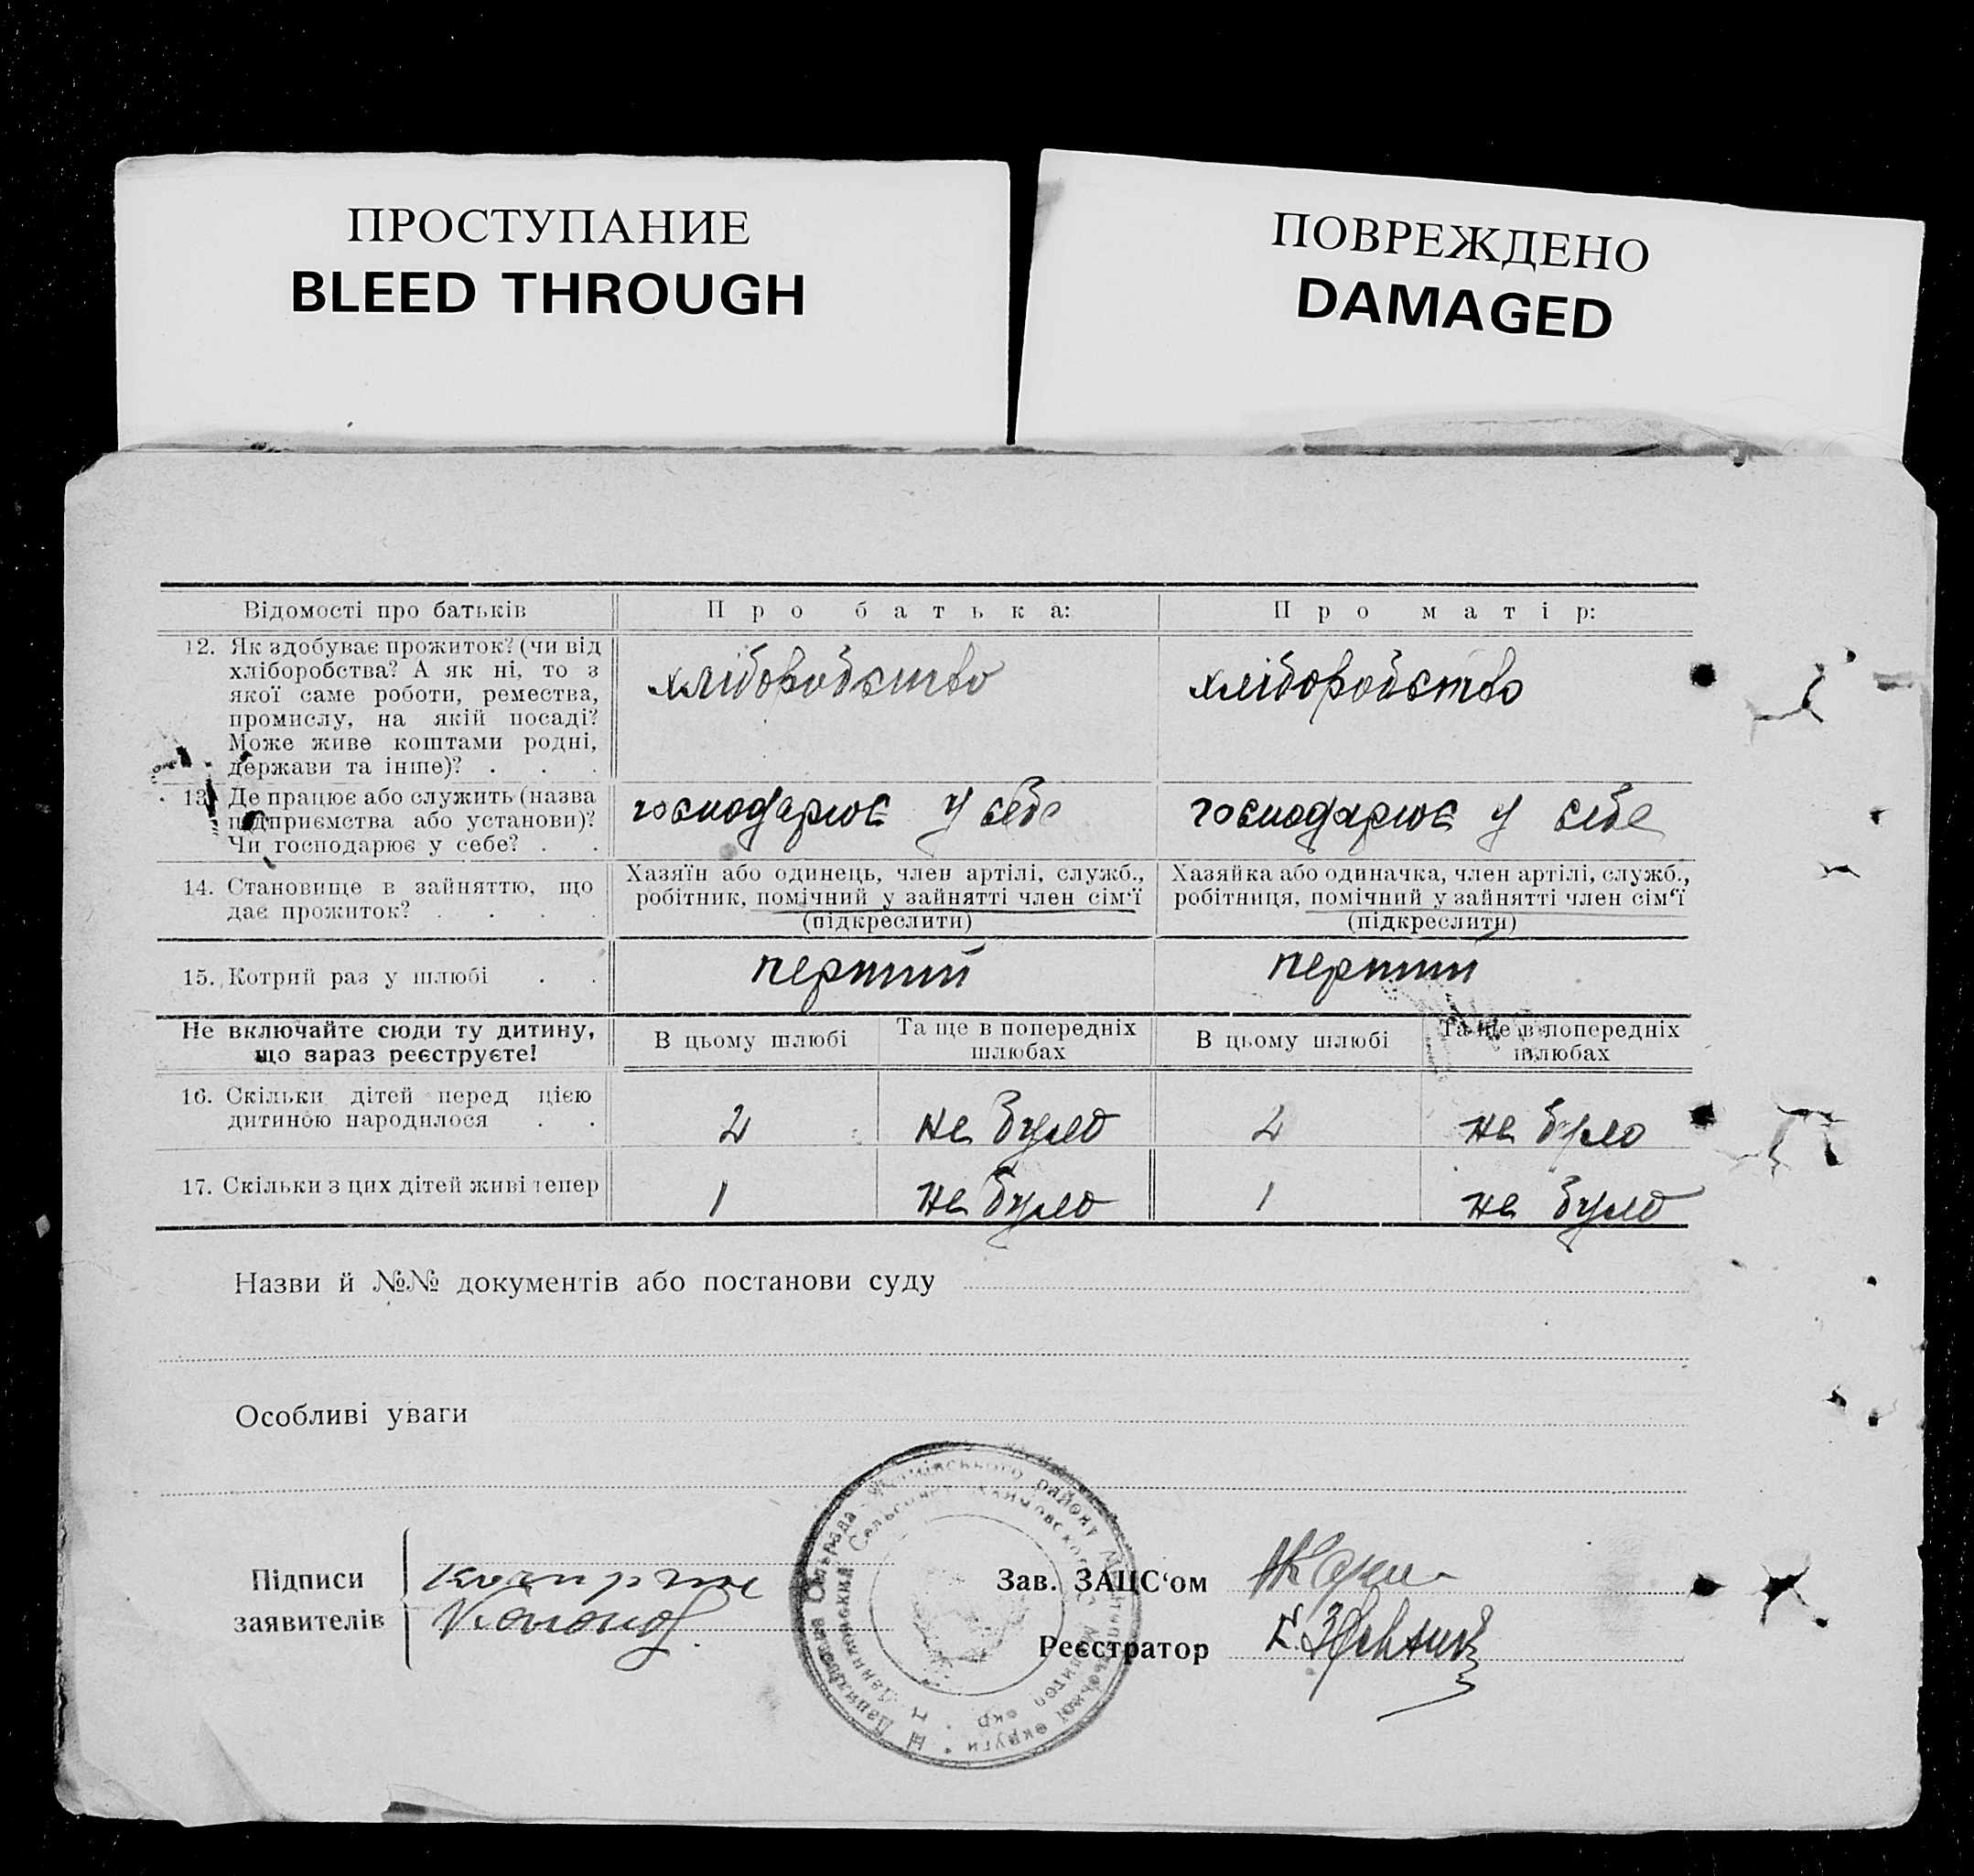 ПРОСТУПАНИЕ
BLEED THROUGH
ПОВРЕЖДЕНО
DAMAGED
Відомості про батьків
Про батька:
Про матір:
12. Як здобуває прожиток? (чи від
хліборобства? А як ні, то з
якої саме роботи, ремества,
промислу, на якій посаді?
Може живе коштами родні,
держави та інше)? . . .
хліборобство
хліборобство
13. Де працює або служить (назва
підприємства або установи)?
Чи господарює у себе? . .
господарює у себе
господарює у себе
14. Становище в зайняттю, що
дає прожиток? . . . .
Хазяїн або одинець, член артілі, служб.,
робітник, помічний у зайнятті член сім‘ї
(підкреслити)
Хазяйка або одиначка, член артілі, служб.,
робітниця, помічний у зайнятті член сім‘ї
(підкреслити)
15. Котрий раз у шлюбі . .
перший
перший
Не включайте сюди ту дитину,
що зараз реєструєте!
В цьому шлюбі
Та ще в попередніх
шлюбах
В цьому шлюбі
Та ще в попередніх
шлюбах
16. Скільки дітей перед цією
дитиною народилося . .
2
не було
2
не було
17. Скільки з цих дітей живі тепер
1
не було
1
не було
Назви й №№ документів або постанови суду
Особливі уваги
Підписи
заявителів
Зав. ЗАЦС‘ом
Реєстратор